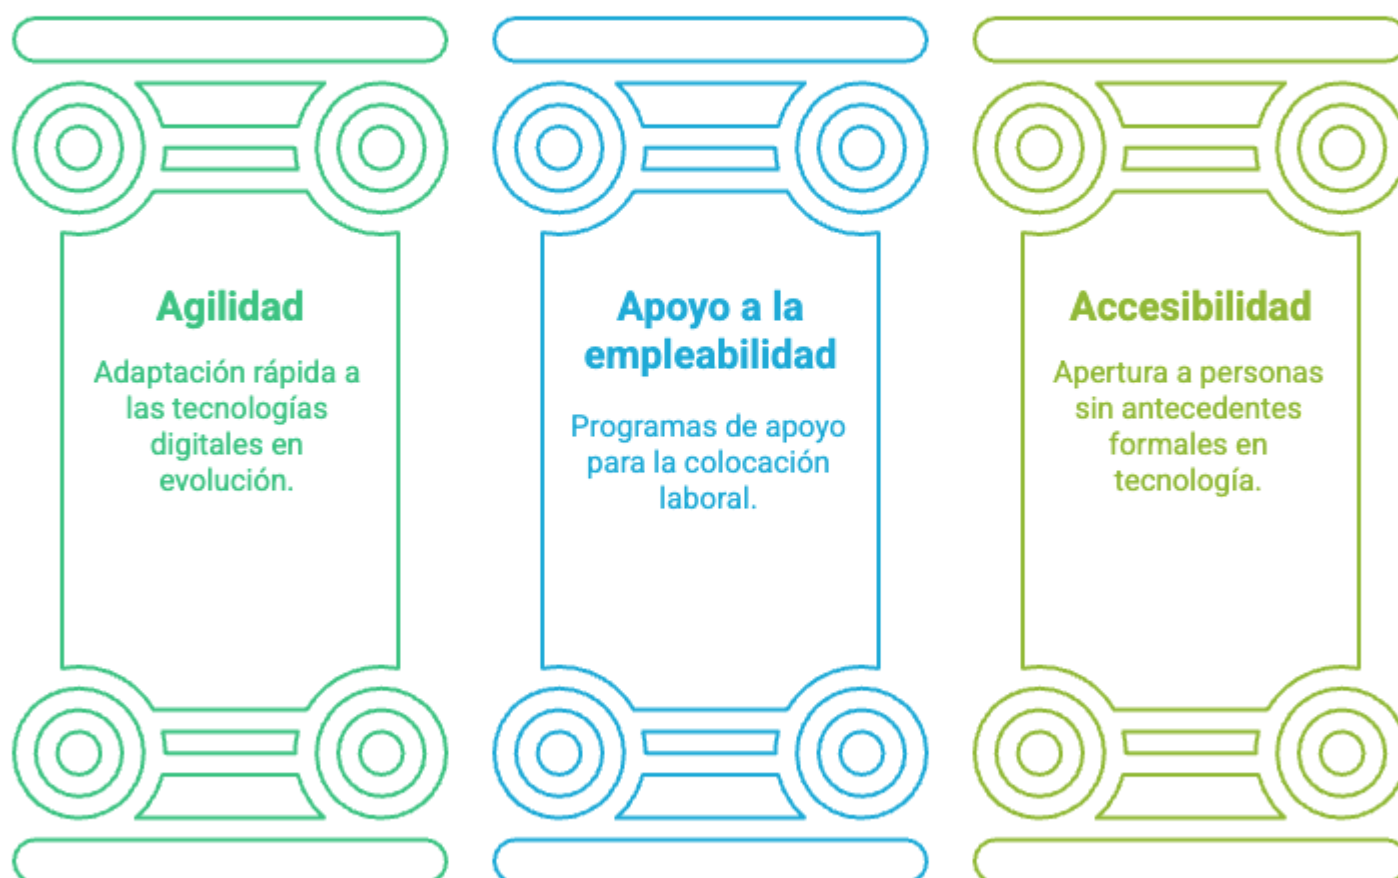 Agilidad
Adaptación rápida a
las tecnologías
digitales en
evolución.
Apoyo a la
empleabilidad
Programas de apoyo
para la colocación
laboral.
Accesibilidad
Apertura a personas
sin antecedentes
formales en
tecnología.